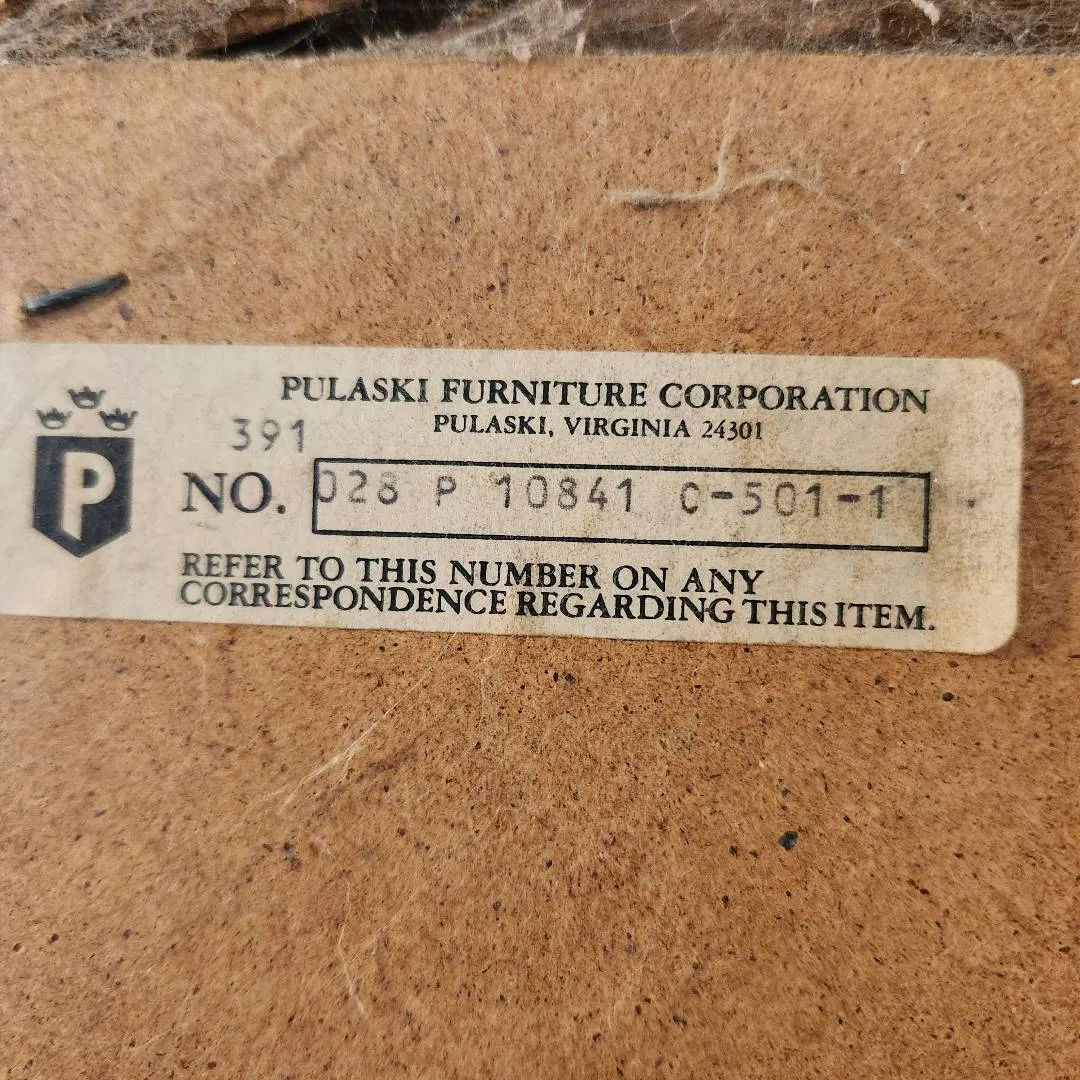 PULASKI FURNITURE CORPORATION
PULASKI, VIRGINIA 24301
391
P
NO. 028 P 10841 C-501-1
REFER TO THIS NUMBER ON ANY
CORRESPONDENCE REGARDING THIS ITEM.